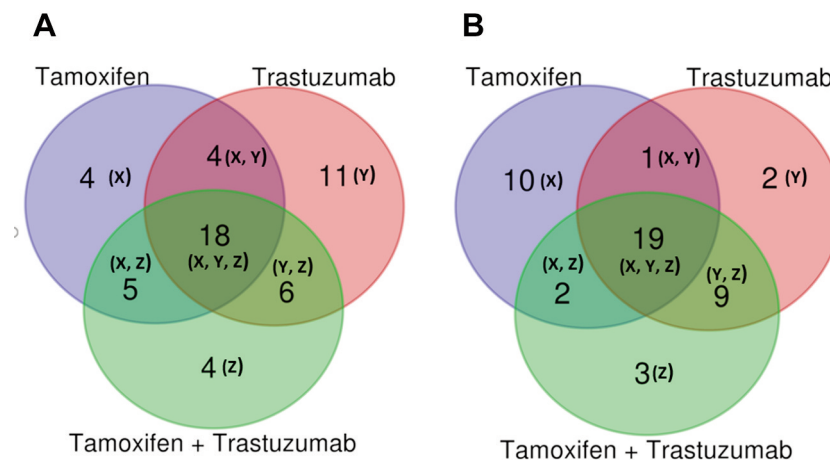 A
Tamoxifen
Trastuzumab
4 (X)
4 (X, Y)
11 (Y)
18
(X, Y, Z)
(X, Z)
5
(Y, Z)
6
4 (Z)
Tamoxifen + Trastuzumab
B
Tamoxifen
Trastuzumab
10 (X)
1 (X, Y)
2 (Y)
19
(X, Y, Z)
(X, Z)
2
(Y, Z)
9
3 (Z)
Tamoxifen + Trastuzumab